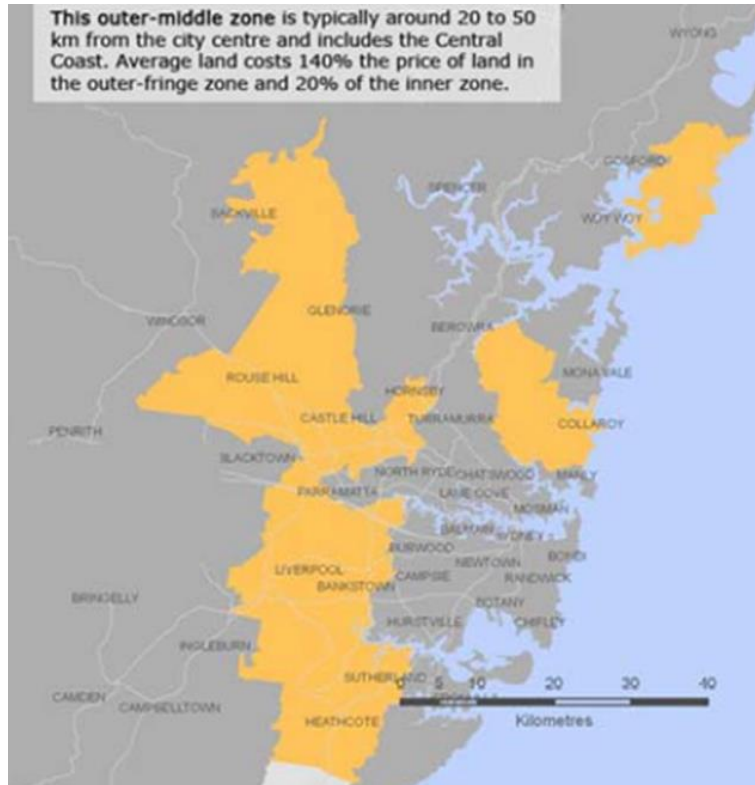 This outer-middle zone is typically around 20 to 50
km from the city centre and includes the Central
Coast. Average land costs 140% the price of land in
the outer-fringe zone and 20% of the inner zone.
WYONG
GOSFORD
SPENCER
SACKVILLE
WOY WOY
GLENORIE
WINDSOR
BEROWRA
MONA VALE
ROUSE HILL
HORNSBY
CASTLE HILL
TURRAMURRA
COLLAROY
PENRITH
BLACKTOWN
NORTH RYDE
CHATSWOOD
MANLY
PARRAMATTA
LANE COVE
MOSMAN
BALMAIN
SYDNEY
BURWOOD
BONDI
NEWTOWN
LIVERPOOL
CAMPSIE
RANDWICK
BANKSTOWN
BRINGELLY
BOTANY
HURSTVILLE
CHIFLEY
INGLEBURN
SUTHERLAND
0 5 10 20 30 40
CAMDEN
CAMPBELLTOWN
HEATHCOTE
Kilometres